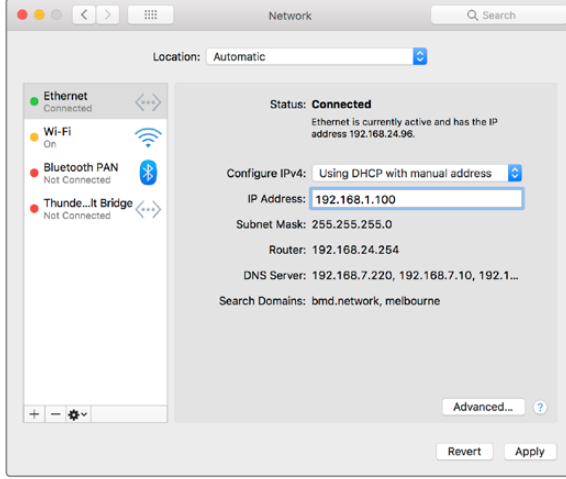 Network
Search
Location: Automatic
Ethernet
Connected
Wi-Fi
On
Bluetooth PAN
Not Connected
Thunde...lt Bridge
Not Connected
Status: Connected
Ethernet is currently active and has the IP
address 192.168.24.96.
Configure IPv4: Using DHCP with manual address
IP Address: 192.168.1.100
Subnet Mask: 255.255.255.0
Router: 192.168.24.254
DNS Server: 192.168.7.220, 192.168.7.10, 192.1...
Search Domains: bmd.network, melbourne
Advanced... ?
Revert Apply